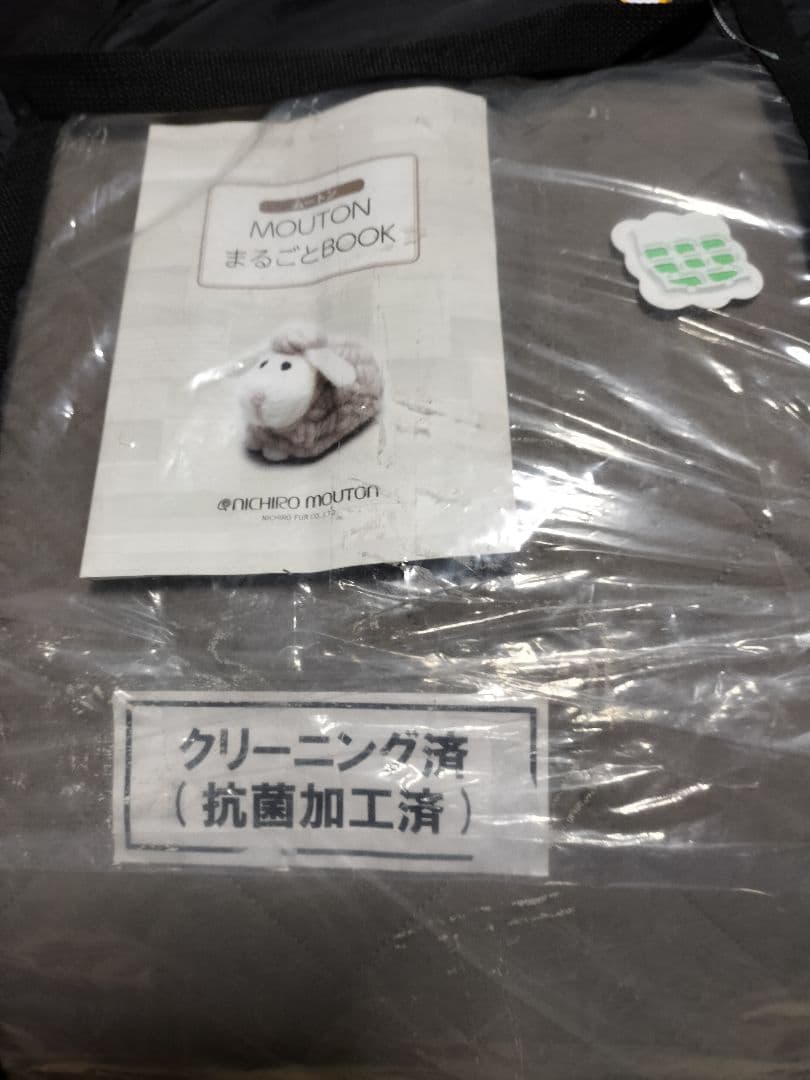 ムートン
MOUTON
まるごとBOOK
NICHIRO MOUTON
NICHIRO FUR CO.,LTD.
クリーニング済
(抗菌加工済)